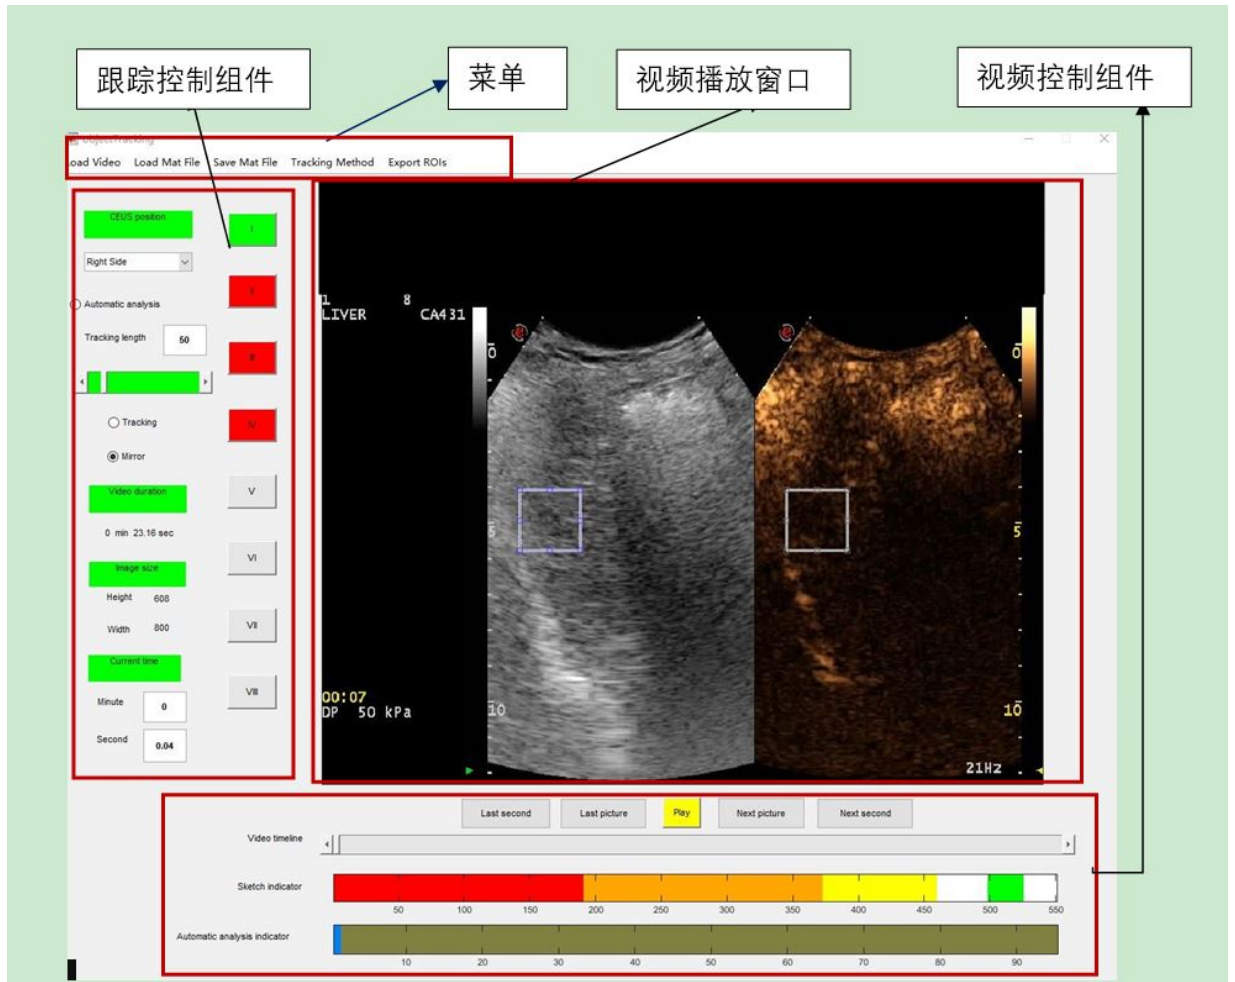 跟踪控制组件
菜单
视频播放窗口
视频控制组件
ObjectTracking
oad Video Load Mat File Save Mat File Tracking Method Export ROIs
CEUS position
I
Right Side
II
Automatic analysis
Tracking length 50
III
Tracking
IV
Mirror
Video duration
V
0 min 23.16 sec
VI
Image size
Height 608
Width 800
VII
Current time
VIII
Minute 0
Second 0.04
1 8
LIVER CA431
0 0
5 5
00:07
DP 50 kPa
10 10
21Hz
Last second Last picture Play Next picture Next second
Video timeline
Sketch indicator
50 100 150 200 250 300 350 400 450 500 550
Automatic analysis indicator
10 20 30 40 50 60 70 80 90